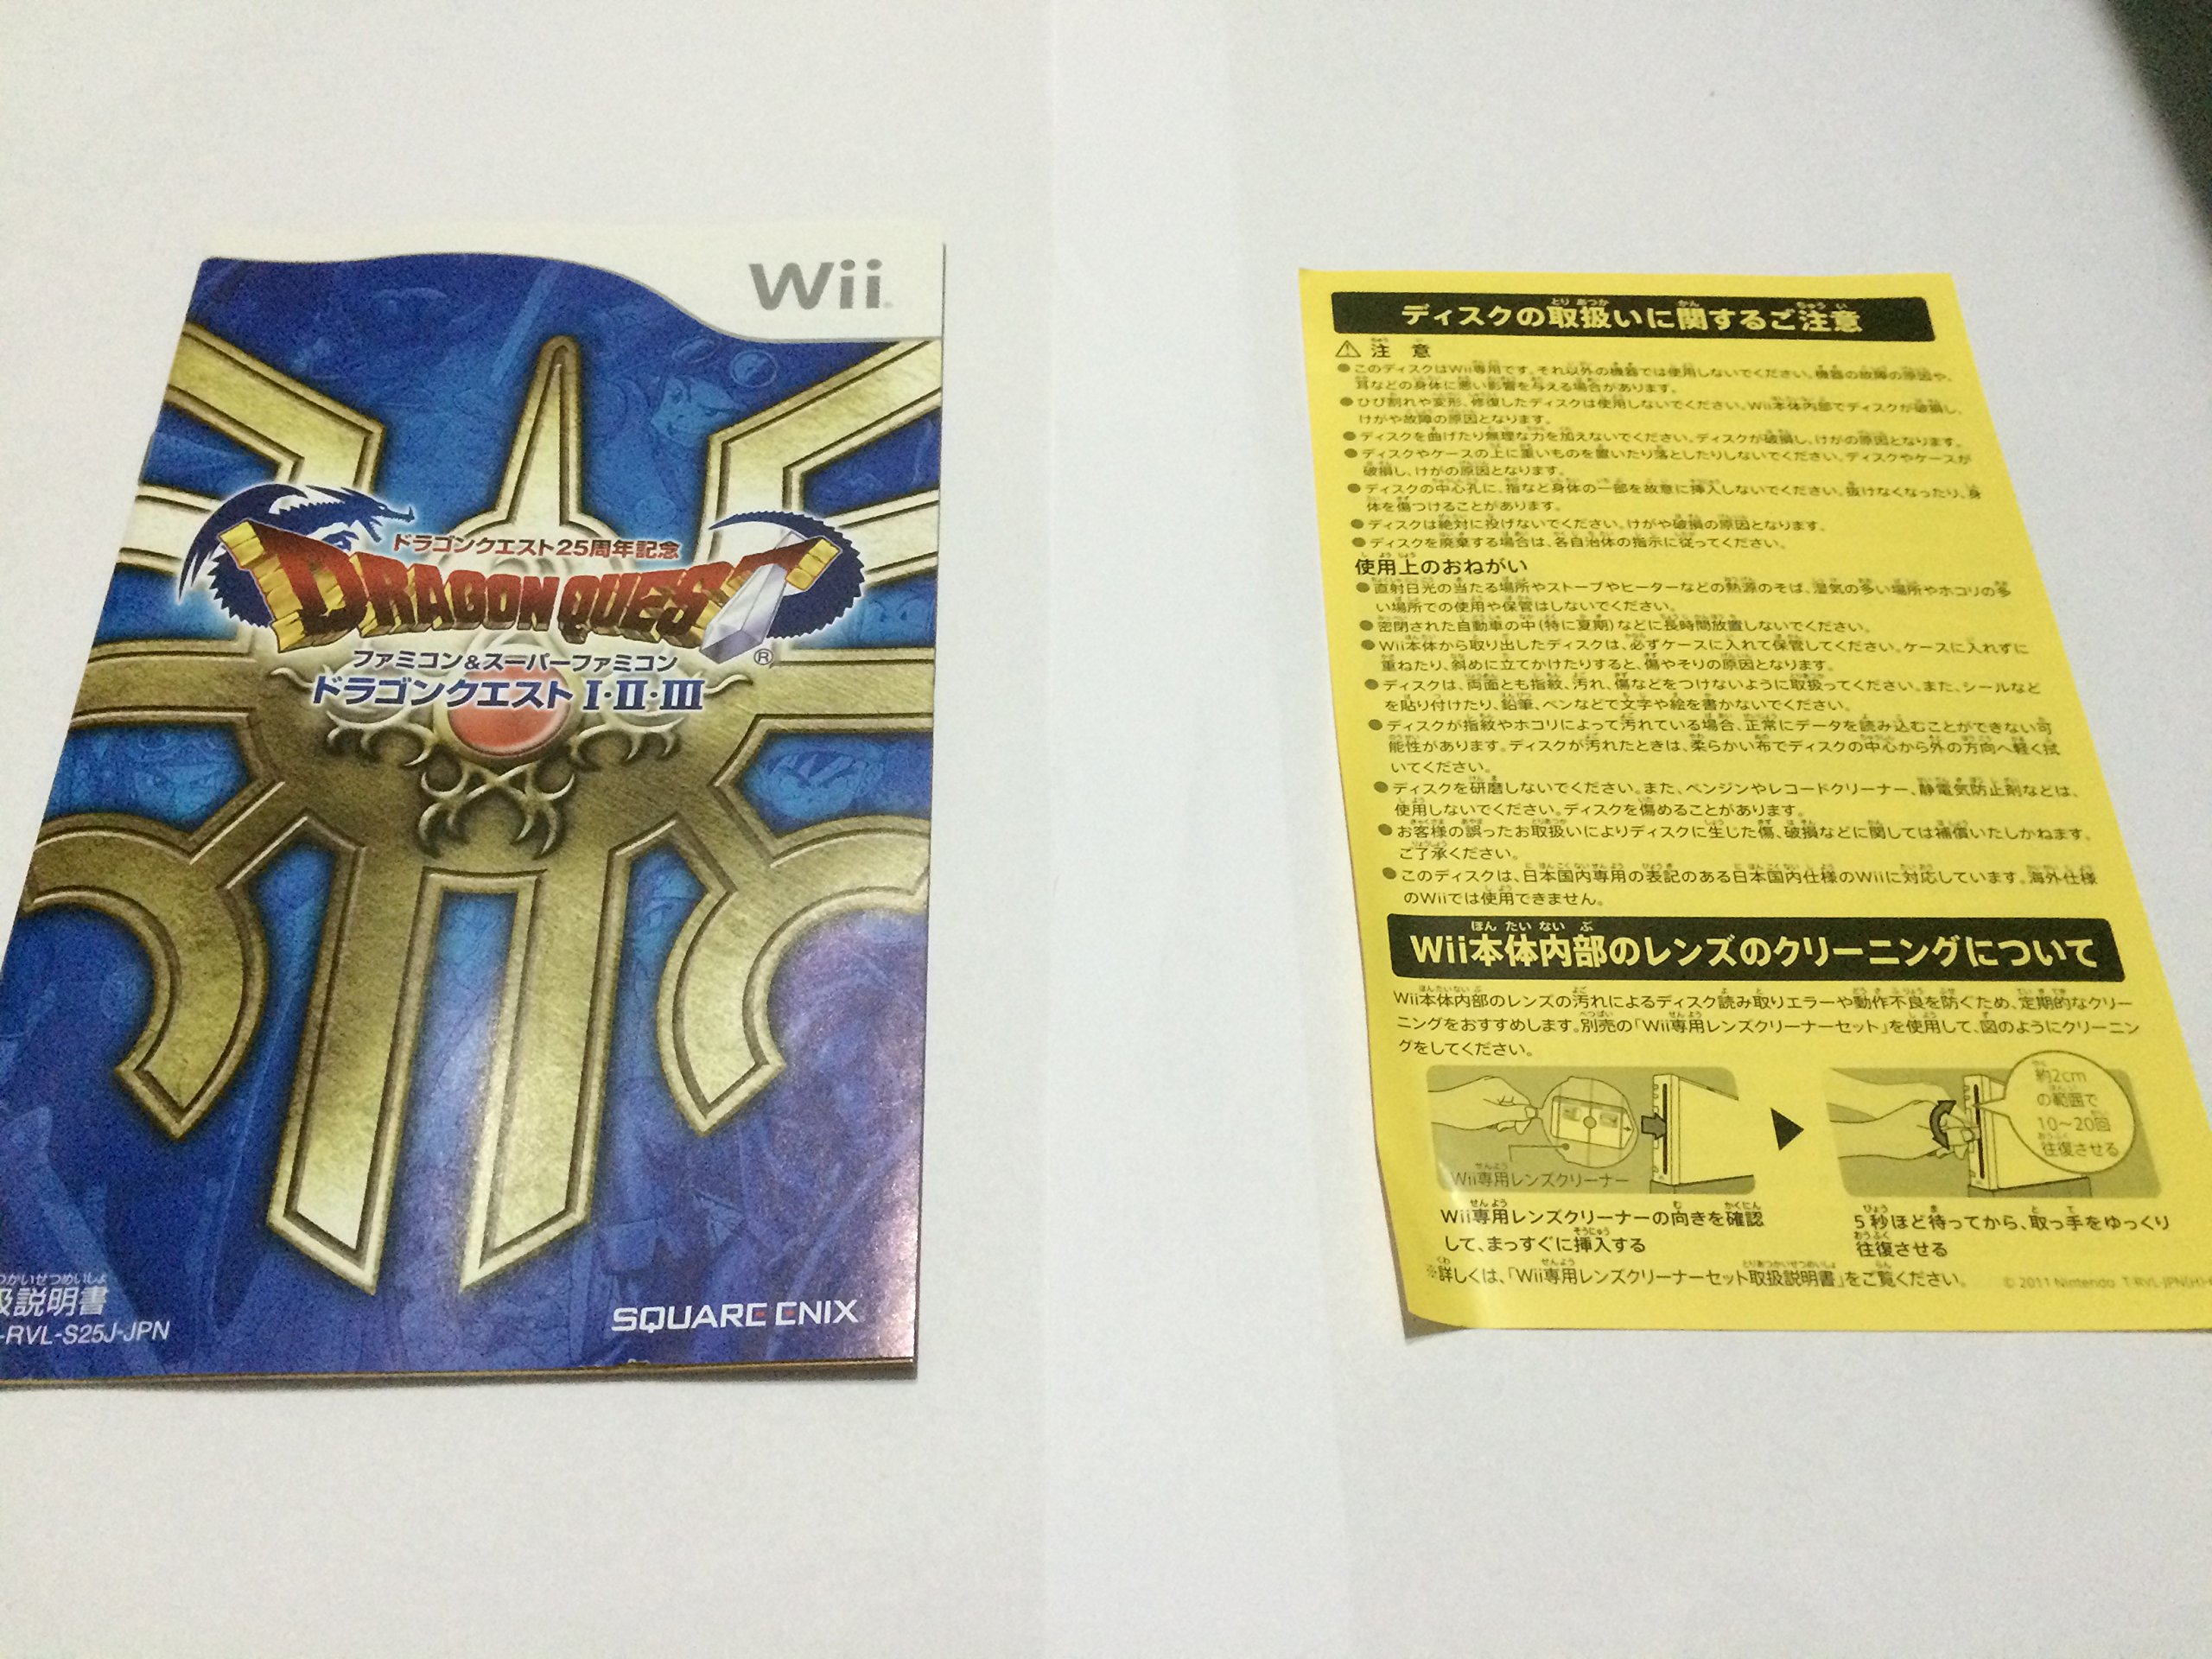 Wii
ドラゴンクエスト25周年記念
DRAGON QUEST
®
ファミコン&スーパーファミコン
ドラゴンクエストI・II・III
扱説明書
-RVL-S25J-JPN
SQUARE ENIX
ディスクの取扱いに関するご注意
⚠ 注 意
●このディスクはWii専用です。それ以外の機器では使用しないでください。機器の故障の原因や、
耳などの身体に悪い影響を与える場合があります。
●ひび割れや変形、修復したディスクは使用しないでください。Wii本体内部でディスクが破損し、
けがや故障の原因となります。
●ディスクを曲げたり無理な力を加えないでください。ディスクが破損し、けがの原因となります。
●ディスクやケースの上に重いものを置いたり落としたりしないでください。ディスクやケースが
破損し、けがの原因となります。
●ディスクの中心孔に、指など身体の一部を故意に挿入しないでください。抜けなくなったり、身
体を傷つけることがあります。
●ディスクは絶対に投げないでください。けがや破損の原因となります。
●ディスクを廃棄する場合は、各自治体の指示に従ってください。
使用上のおねがい
●直射日光の当たる場所やストーブやヒーターなどの熱源のそば、湿気の多い場所やホコリの多
い場所での使用や保管はしないでください。
●密閉された自動車の中(特に夏期)などに長時間放置しないでください。
●Wii本体から取り出したディスクは、必ずケースに入れて保管してください。ケースに入れずに
重ねたり、斜めに立てかけたりすると、傷やそりの原因となります。
●ディスクは、両面とも指紋、汚れ、傷などをつけないように取扱ってください。また、シールなど
を貼り付けたり、鉛筆、ペンなどで文字や絵を書かないでください。
●ディスクが指紋やホコリによって汚れている場合、正常にデータを読み込むことができない可
能性があります。ディスクが汚れたときは、柔らかい布でディスクの中心から外の方向へ軽く拭
いてください。
●ディスクを研磨しないでください。また、ベンジンやレコードクリーナー、静電気防止剤などは、
使用しないでください。ディスクを傷めることがあります。
●お客様の誤ったお取扱いによりディスクに生じた傷、破損などに関しては補償いたしかねます。
ご了承ください。
●このディスクは、日本国内専用の表記のある日本国内仕様のWiiに対応しています。海外仕様
のWiiでは使用できません。
Wii本体内部のレンズのクリーニングについて
Wii本体内部のレンズの汚れによるディスク読み取りエラーや動作不良を防ぐため、定期的なクリー
ニングをおすすめします。別売の「Wii専用レンズクリーナーセット」を使用して、図のようにクリーニン
グをしてください。
Wii専用レンズクリーナー
約2cm
の範囲で
10～20回
往復させる
Wii専用レンズクリーナーの向きを確認
して、まっすぐに挿入する
5秒ほど待ってから、取っ手をゆっくり
往復させる
※詳しくは、「Wii専用レンズクリーナーセット取扱説明書」をご覧ください。
© 2011 Nintendo T-RVL-JPN(H)